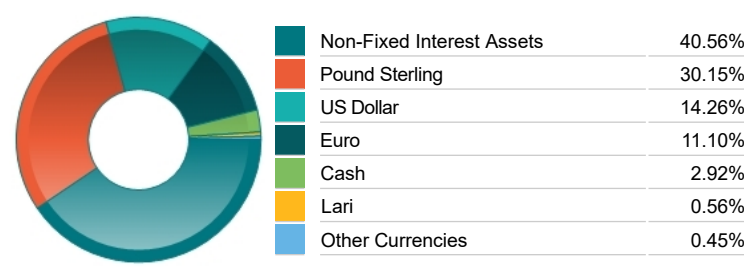 Non-Fixed Interest Assets 40.56%
Pound Sterling 30.15%
US Dollar 14.26%
Euro 11.10%
Cash 2.92%
Lari 0.56%
Other Currencies 0.45%